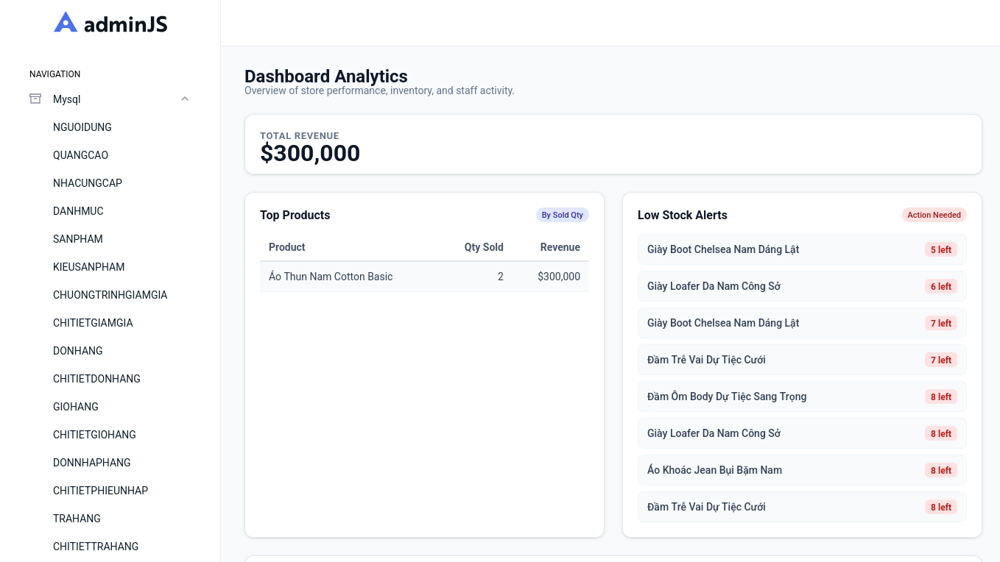 adminJS
NAVIGATION
Mysql
NGUOIDUNG
QUANGCAO
NHACUNGCAP
DANHMUC
SANPHAM
KIEUSANPHAM
CHUONGTRINHGIAMGIA
CHITIETGIAMGIA
DONHANG
CHITIETDONHANG
GIOHANG
CHITIETGIOHANG
DONNHAPHANG
CHITIETPHIEUNHAP
TRAHANG
CHITIETTRAHANG
Dashboard Analytics
Overview of store performance, inventory, and staff activity.
TOTAL REVENUE
$300,000
Top Products By Sold Qty
Product Qty Sold Revenue
Áo Thun Nam Cotton Basic 2 $300,000
Low Stock Alerts Action Needed
Giày Boot Chelsea Nam Dáng Lật 5 left
Giày Loafer Da Nam Công Sở 6 left
Giày Boot Chelsea Nam Dáng Lật 7 left
Đầm Trễ Vai Dự Tiệc Cưới 7 left
Đầm Ôm Body Dự Tiệc Sang Trọng 8 left
Giày Loafer Da Nam Công Sở 8 left
Áo Khoác Jean Bụi Bặm Nam 8 left
Đầm Trễ Vai Dự Tiệc Cưới 8 left